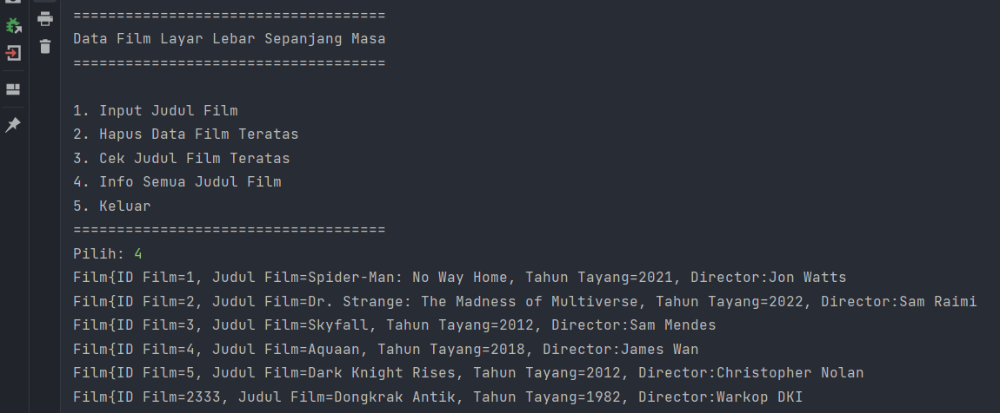 ====================================
Data Film Layar Lebar Sepanjang Masa
====================================
1. Input Judul Film
2. Hapus Data Film Teratas
3. Cek Judul Film Teratas
4. Info Semua Judul Film
5. Keluar
====================================
Pilih: 4
Film{ID Film=1, Judul Film=Spider-Man: No Way Home, Tahun Tayang=2021, Director:Jon Watts
Film{ID Film=2, Judul Film=Dr. Strange: The Madness of Multiverse, Tahun Tayang=2022, Director:Sam Raimi
Film{ID Film=3, Judul Film=Skyfall, Tahun Tayang=2012, Director:Sam Mendes
Film{ID Film=4, Judul Film=Aquaan, Tahun Tayang=2018, Director:James Wan
Film{ID Film=5, Judul Film=Dark Knight Rises, Tahun Tayang=2012, Director:Christopher Nolan
Film{ID Film=2333, Judul Film=Dongkrak Antik, Tahun Tayang=1982, Director:Warkop DKI